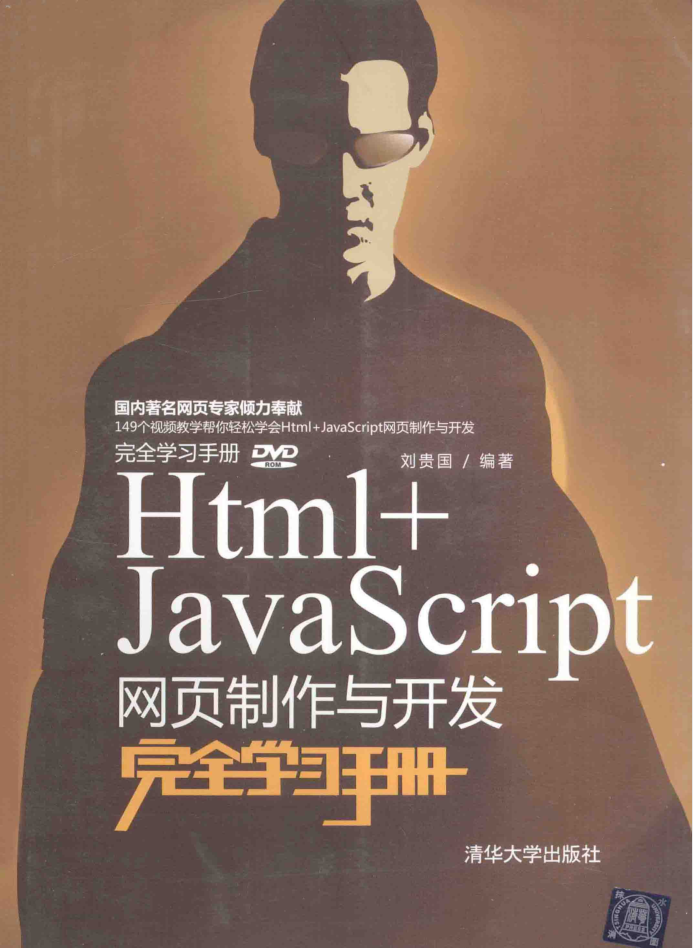 国内著名网页专家倾力奉献
149个视频教学帮你轻松学会Html+JavaScript网页制作与开发
完全学习手册 DVD ROM
刘贵国 / 编著
Html+
JavaScript
网页制作与开发
完全学习手册
清华大学出版社